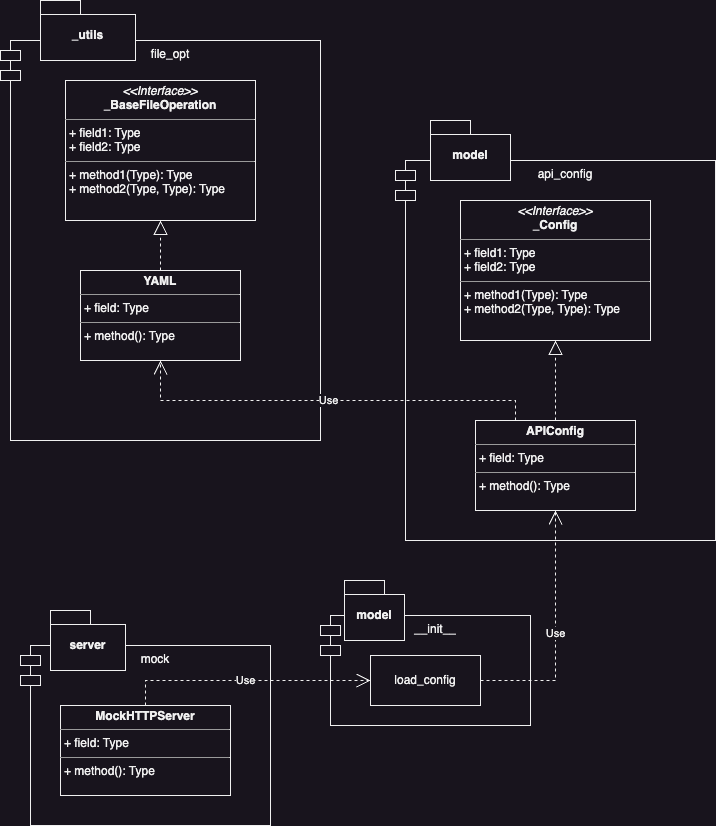 _utils
file_opt
<<Interface>>
_BaseFileOperation
+ field1: Type
+ field2: Type
+ method1(Type): Type
+ method2(Type, Type): Type
YAML
+ field: Type
+ method(): Type
model
api_config
<<Interface>>
_Config
+ field1: Type
+ field2: Type
+ method1(Type): Type
+ method2(Type, Type): Type
Use
APIConfig
+ field: Type
+ method(): Type
Use
model
__init__
load_config
server
mock
Use
MockHTTPServer
+ field: Type
+ method(): Type